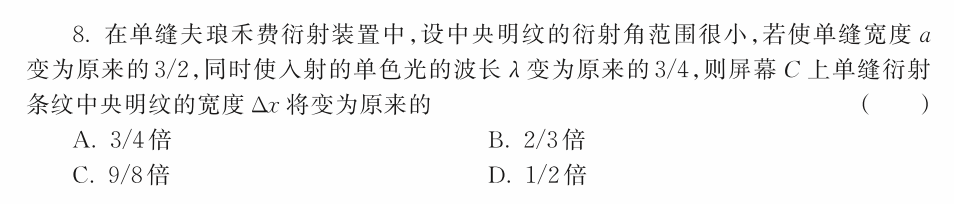 8. 在单缝夫琅禾费衍射装置中,设中央明纹的衍射角范围很小,若使单缝宽度 a
变为原来的3/2,同时使入射的单色光的波长 λ 变为原来的3/4,则屏幕 C 上单缝衍射
条纹中央明纹的宽度 Δx 将变为原来的 (  )
A. 3/4倍 B. 2/3倍
C. 9/8倍 D. 1/2倍